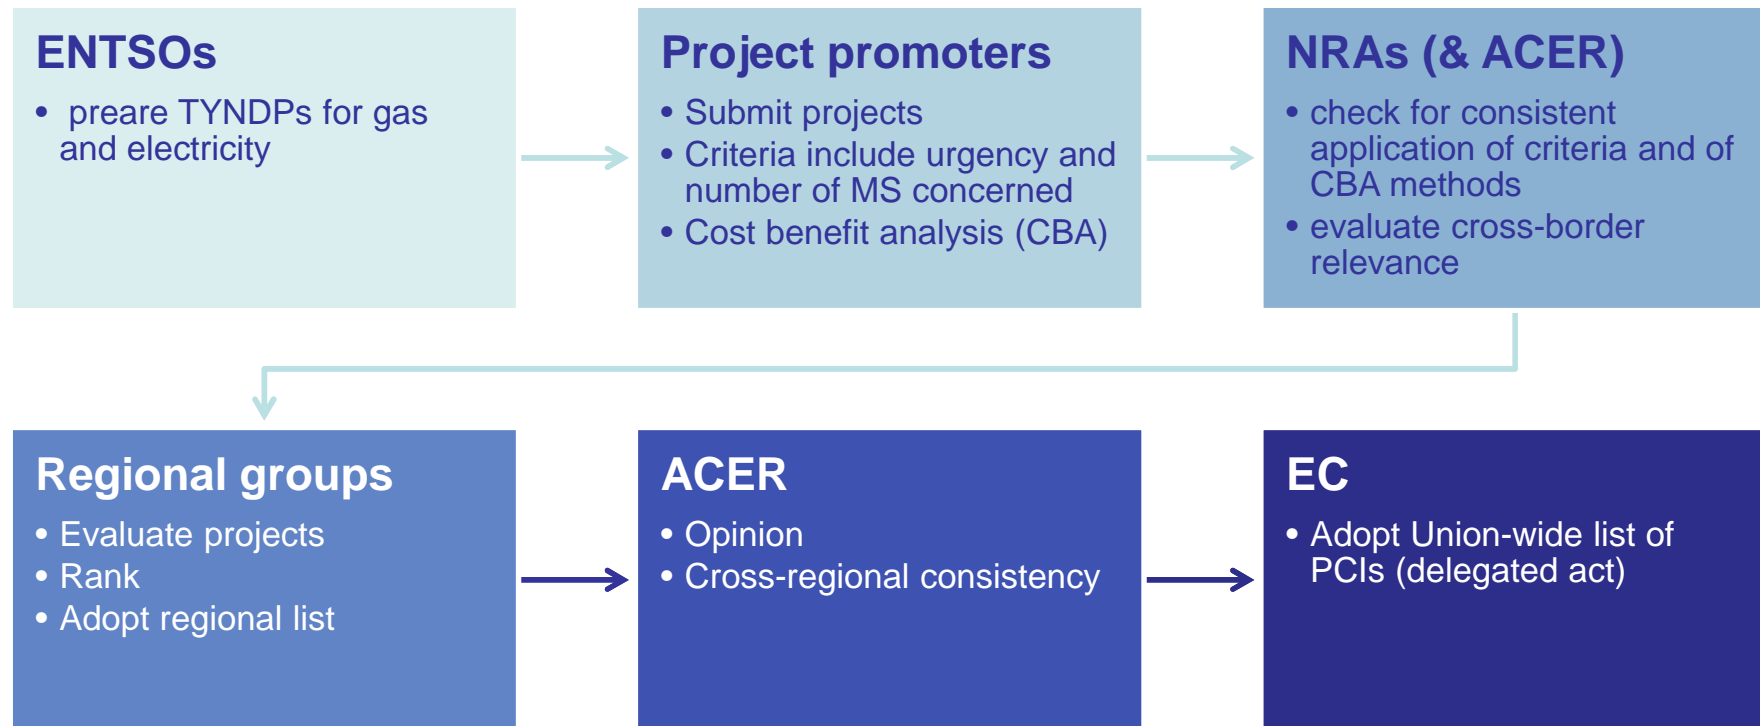 ENTSOs
• preare TYNDPs for gas
and electricity
Project promoters
• Submit projects
• Criteria include urgency and
number of MS concerned
• Cost benefit analysis (CBA)
NRAs (& ACER)
• check for consistent
application of criteria and of
CBA methods
• evaluate cross-border
relevance
Regional groups
• Evaluate projects
• Rank
• Adopt regional list
ACER
• Opinion
• Cross-regional consistency
EC
• Adopt Union-wide list of
PCIs (delegated act)